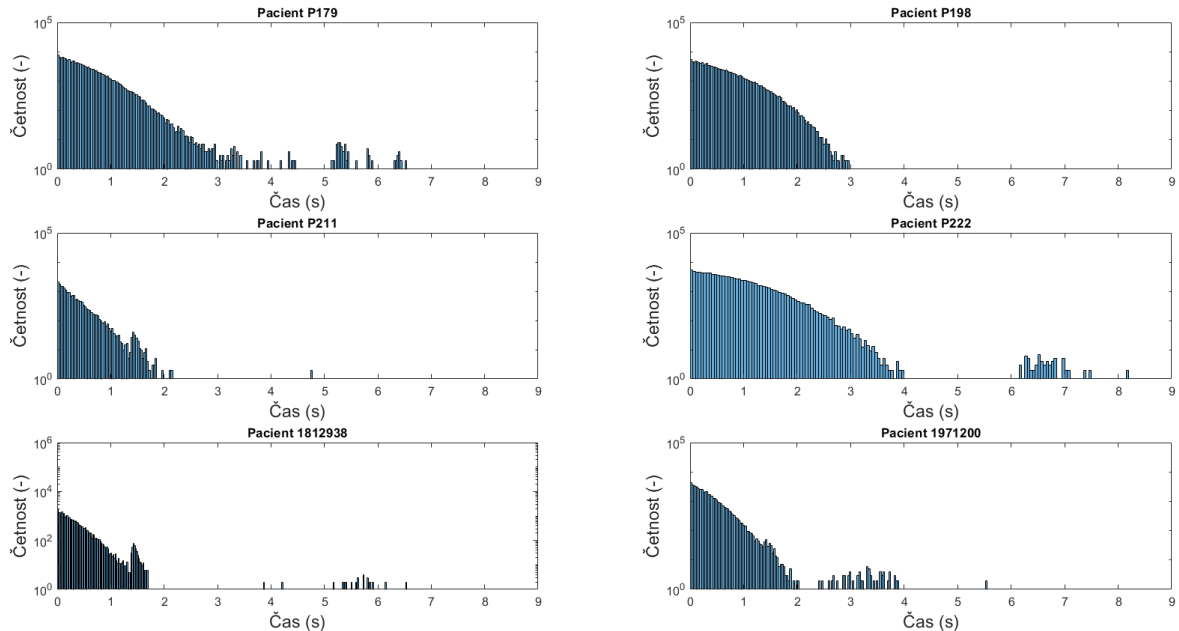 Pacient P179
10^5
Četnost (-)
10^0
0 1 2 3 4 5 6 7 8 9
Čas (s)
Pacient P198
10^5
Četnost (-)
10^0
0 1 2 3 4 5 6 7 8 9
Čas (s)
Pacient P211
10^5
Četnost (-)
10^0
0 1 2 3 4 5 6 7 8 9
Čas (s)
Pacient P222
10^5
Četnost (-)
10^0
0 1 2 3 4 5 6 7 8 9
Čas (s)
Pacient 1812938
10^6
10^4
Četnost (-)
10^2
10^0
0 1 2 3 4 5 6 7 8 9
Čas (s)
Pacient 1971200
10^5
Četnost (-)
10^0
0 1 2 3 4 5 6 7 8 9
Čas (s)